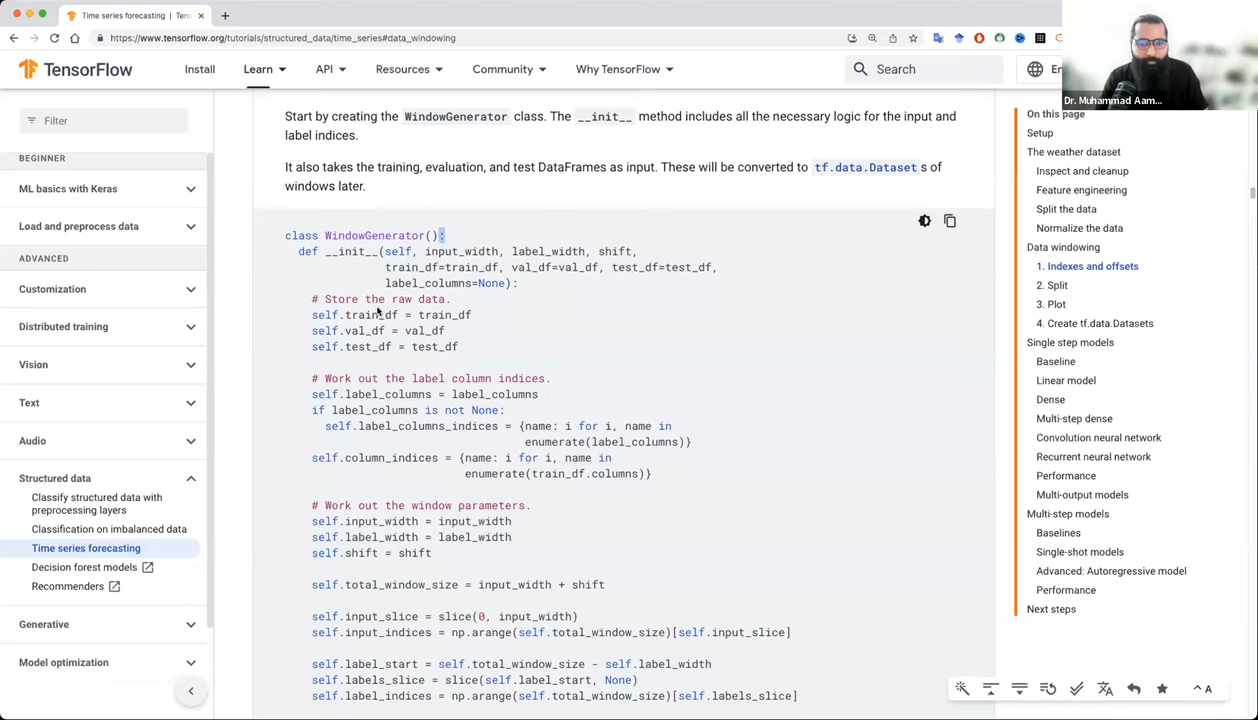 Time series forecasting | Tens
https://www.tensorflow.org/tutorials/structured_data/time_series#data_windowing
TensorFlow
Install
Learn
API
Resources
Community
Why TensorFlow
Search
Dr. Muhammad Aam...
Filter
BEGINNER
ML basics with Keras
Load and preprocess data
ADVANCED
Customization
Distributed training
Vision
Text
Audio
Structured data
Classify structured data with
preprocessing layers
Classification on imbalanced data
Time series forecasting
Decision forest models
Recommenders
Generative
Model optimization
Start by creating the WindowGenerator class. The __init__ method includes all the necessary logic for the input and
label indices.
It also takes the training, evaluation, and test DataFrames as input. These will be converted to tf.data.Dataset s of
windows later.
class WindowGenerator():
def __init__(self, input_width, label_width, shift,
train_df=train_df, val_df=val_df, test_df=test_df,
label_columns=None):
# Store the raw data.
self.train_df = train_df
self.val_df = val_df
self.test_df = test_df
# Work out the label column indices.
self.label_columns = label_columns
if label_columns is not None:
self.label_columns_indices = {name: i for i, name in
enumerate(label_columns)}
self.column_indices = {name: i for i, name in
enumerate(train_df.columns)}
# Work out the window parameters.
self.input_width = input_width
self.label_width = label_width
self.shift = shift
self.total_window_size = input_width + shift
self.input_slice = slice(0, input_width)
self.input_indices = np.arange(self.total_window_size)[self.input_slice]
self.label_start = self.total_window_size - self.label_width
self.labels_slice = slice(self.label_start, None)
self.label_indices = np.arange(self.total_window_size)[self.labels_slice]
On this page
Setup
The weather dataset
Inspect and cleanup
Feature engineering
Split the data
Normalize the data
Data windowing
1. Indexes and offsets
2. Split
3. Plot
4. Create tf.data.Datasets
Single step models
Baseline
Linear model
Dense
Multi-step dense
Convolution neural network
Recurrent neural network
Performance
Multi-output models
Multi-step models
Baselines
Single-shot models
Advanced: Autoregressive model
Performance
Next steps
A